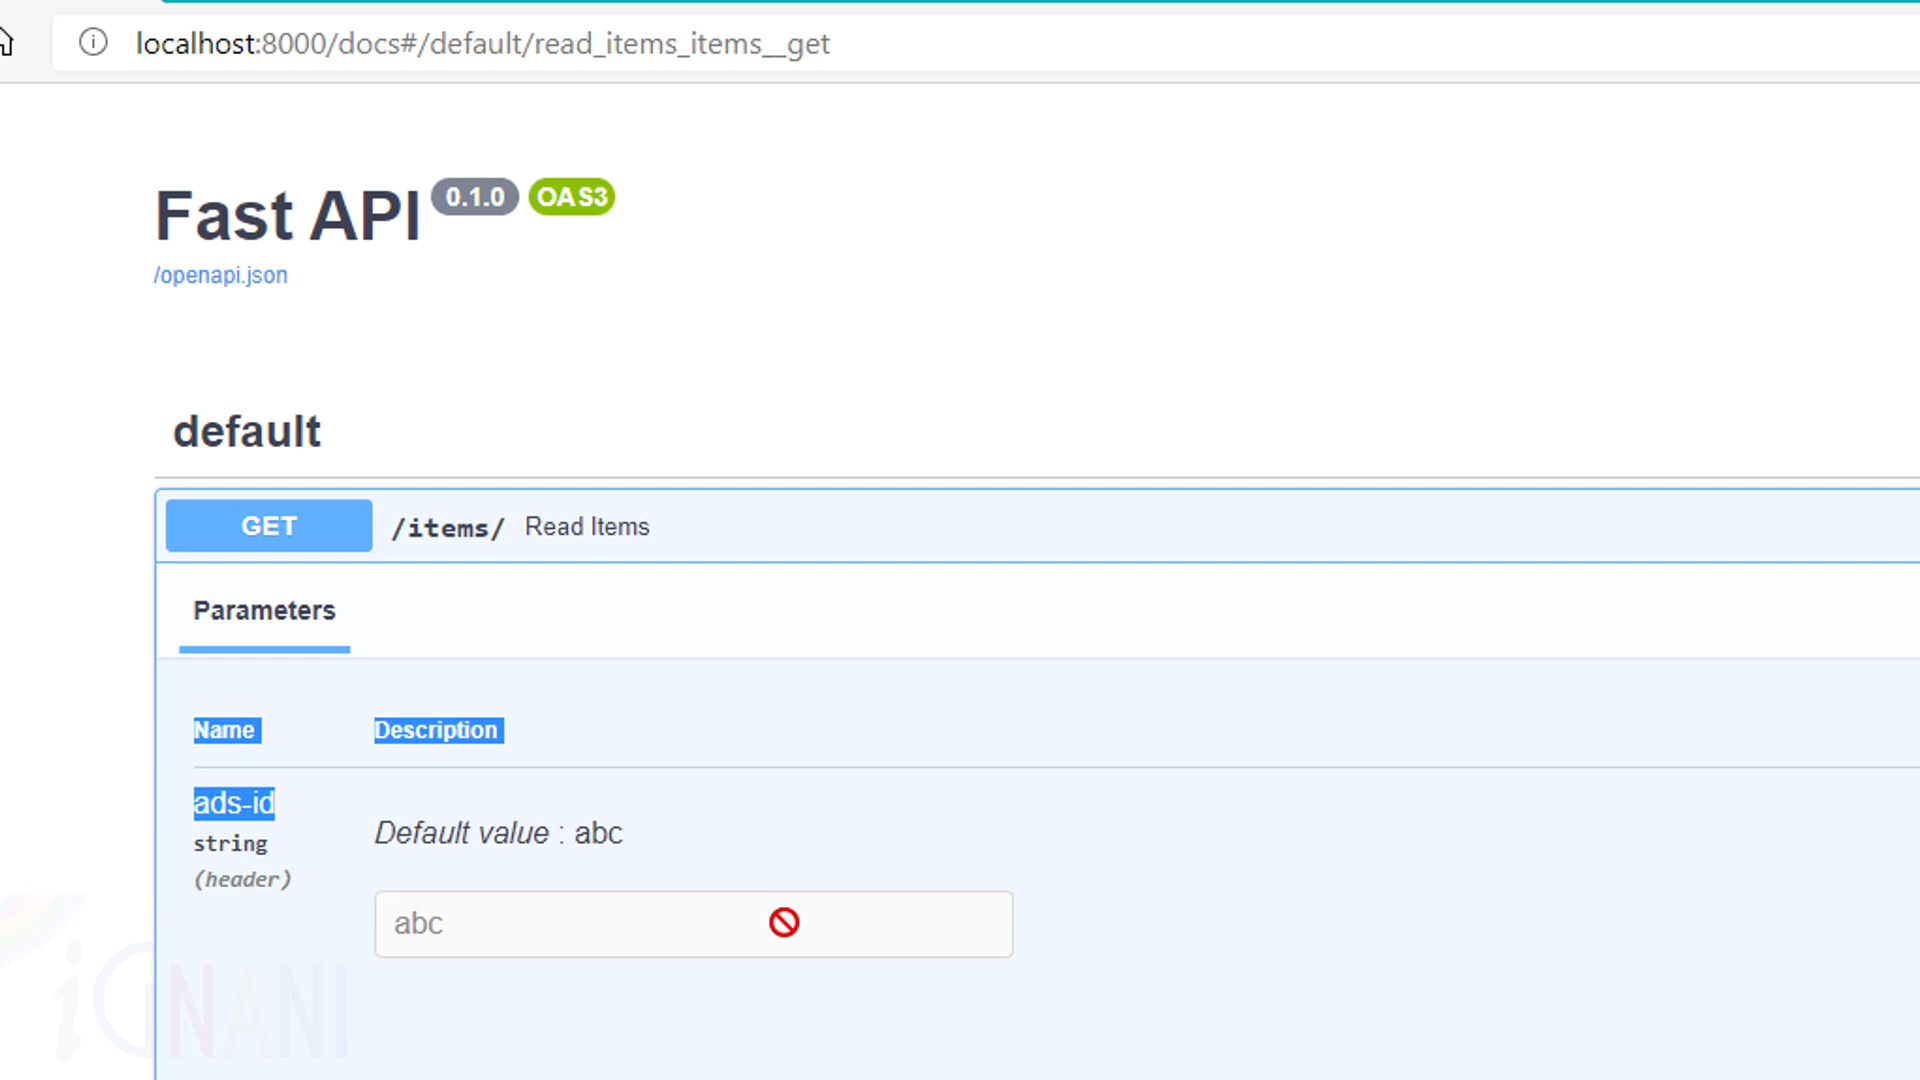 localhost:8000/docs#/default/read_items_items__get
Fast API 0.1.0 OAS3
/openapi.json
default
GET /items/ Read Items
Parameters
Name Description
ads-id
string
(header)
Default value : abc
abc
iGNANI